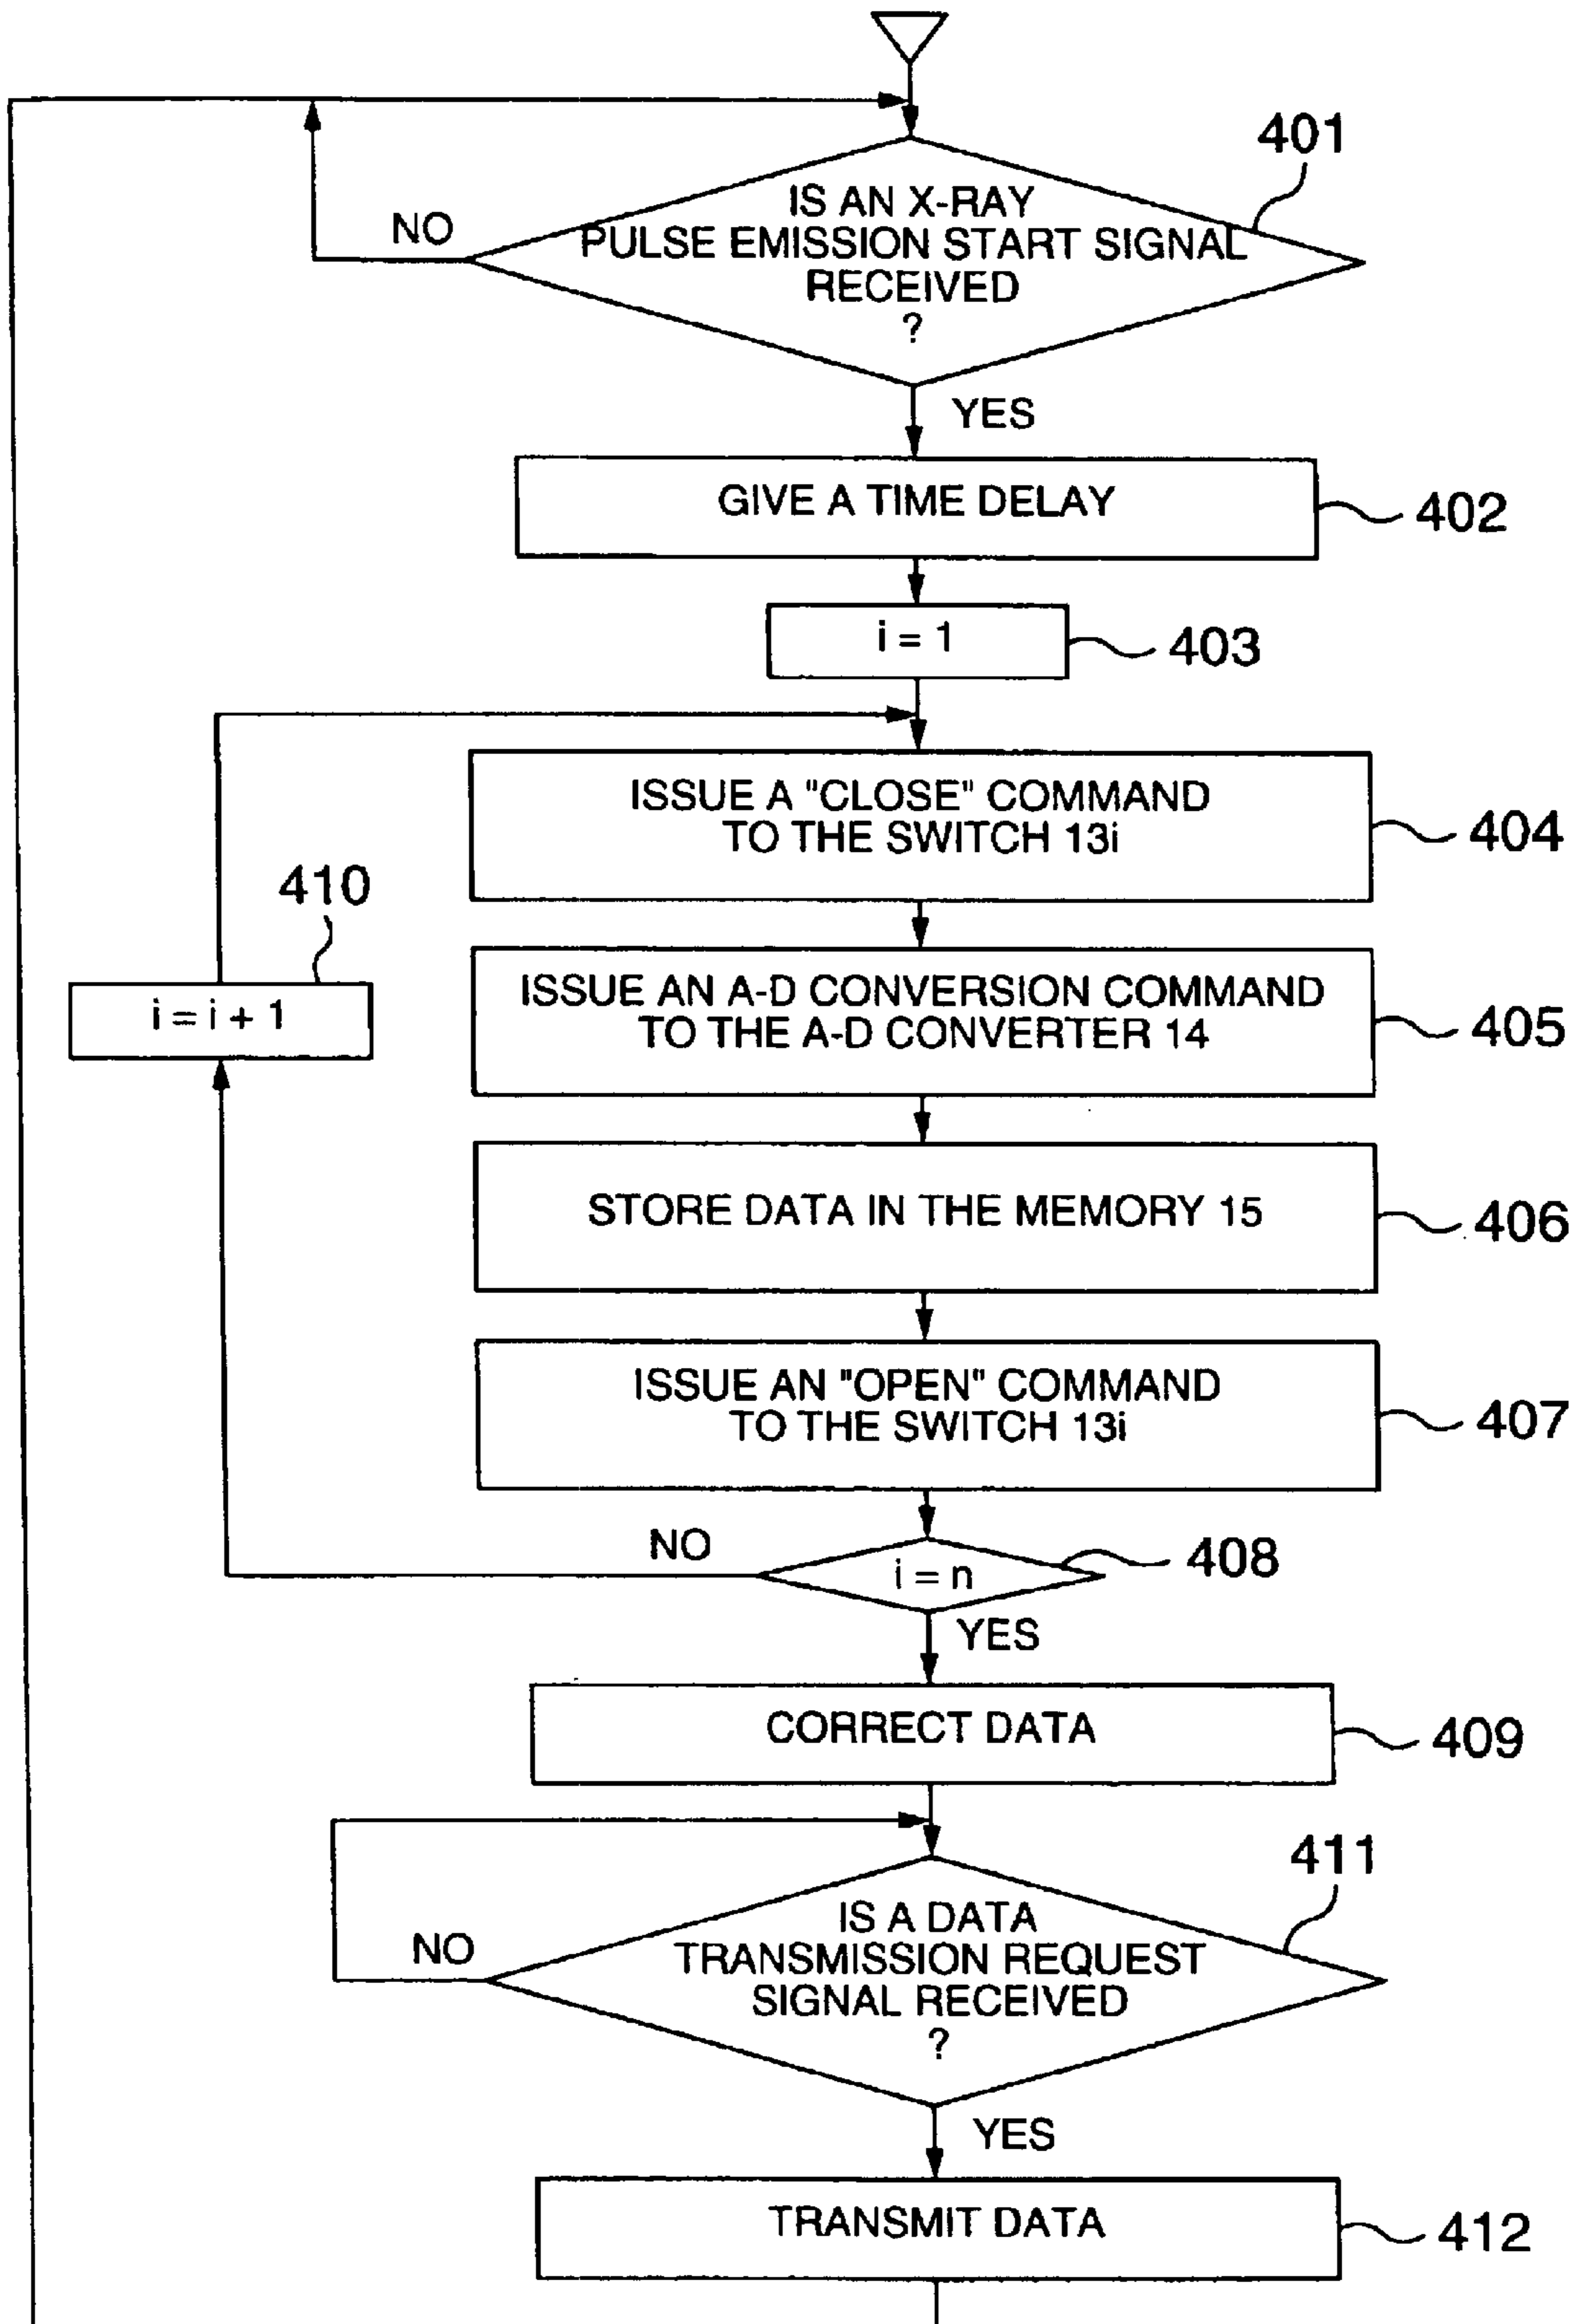 401
IS AN X-RAY
PULSE EMISSION START SIGNAL
RECEIVED
?
NO
YES
GIVE A TIME DELAY
402
i = 1
403
ISSUE A "CLOSE" COMMAND
TO THE SWITCH 13i
404
410
i = i + 1
ISSUE AN A-D CONVERSION COMMAND
TO THE A-D CONVERTER 14
405
STORE DATA IN THE MEMORY 15
406
ISSUE AN "OPEN" COMMAND
TO THE SWITCH 13i
407
NO
i = n
408
YES
CORRECT DATA
409
411
IS A DATA
TRANSMISSION REQUEST
SIGNAL RECEIVED
?
NO
YES
TRANSMIT DATA
412